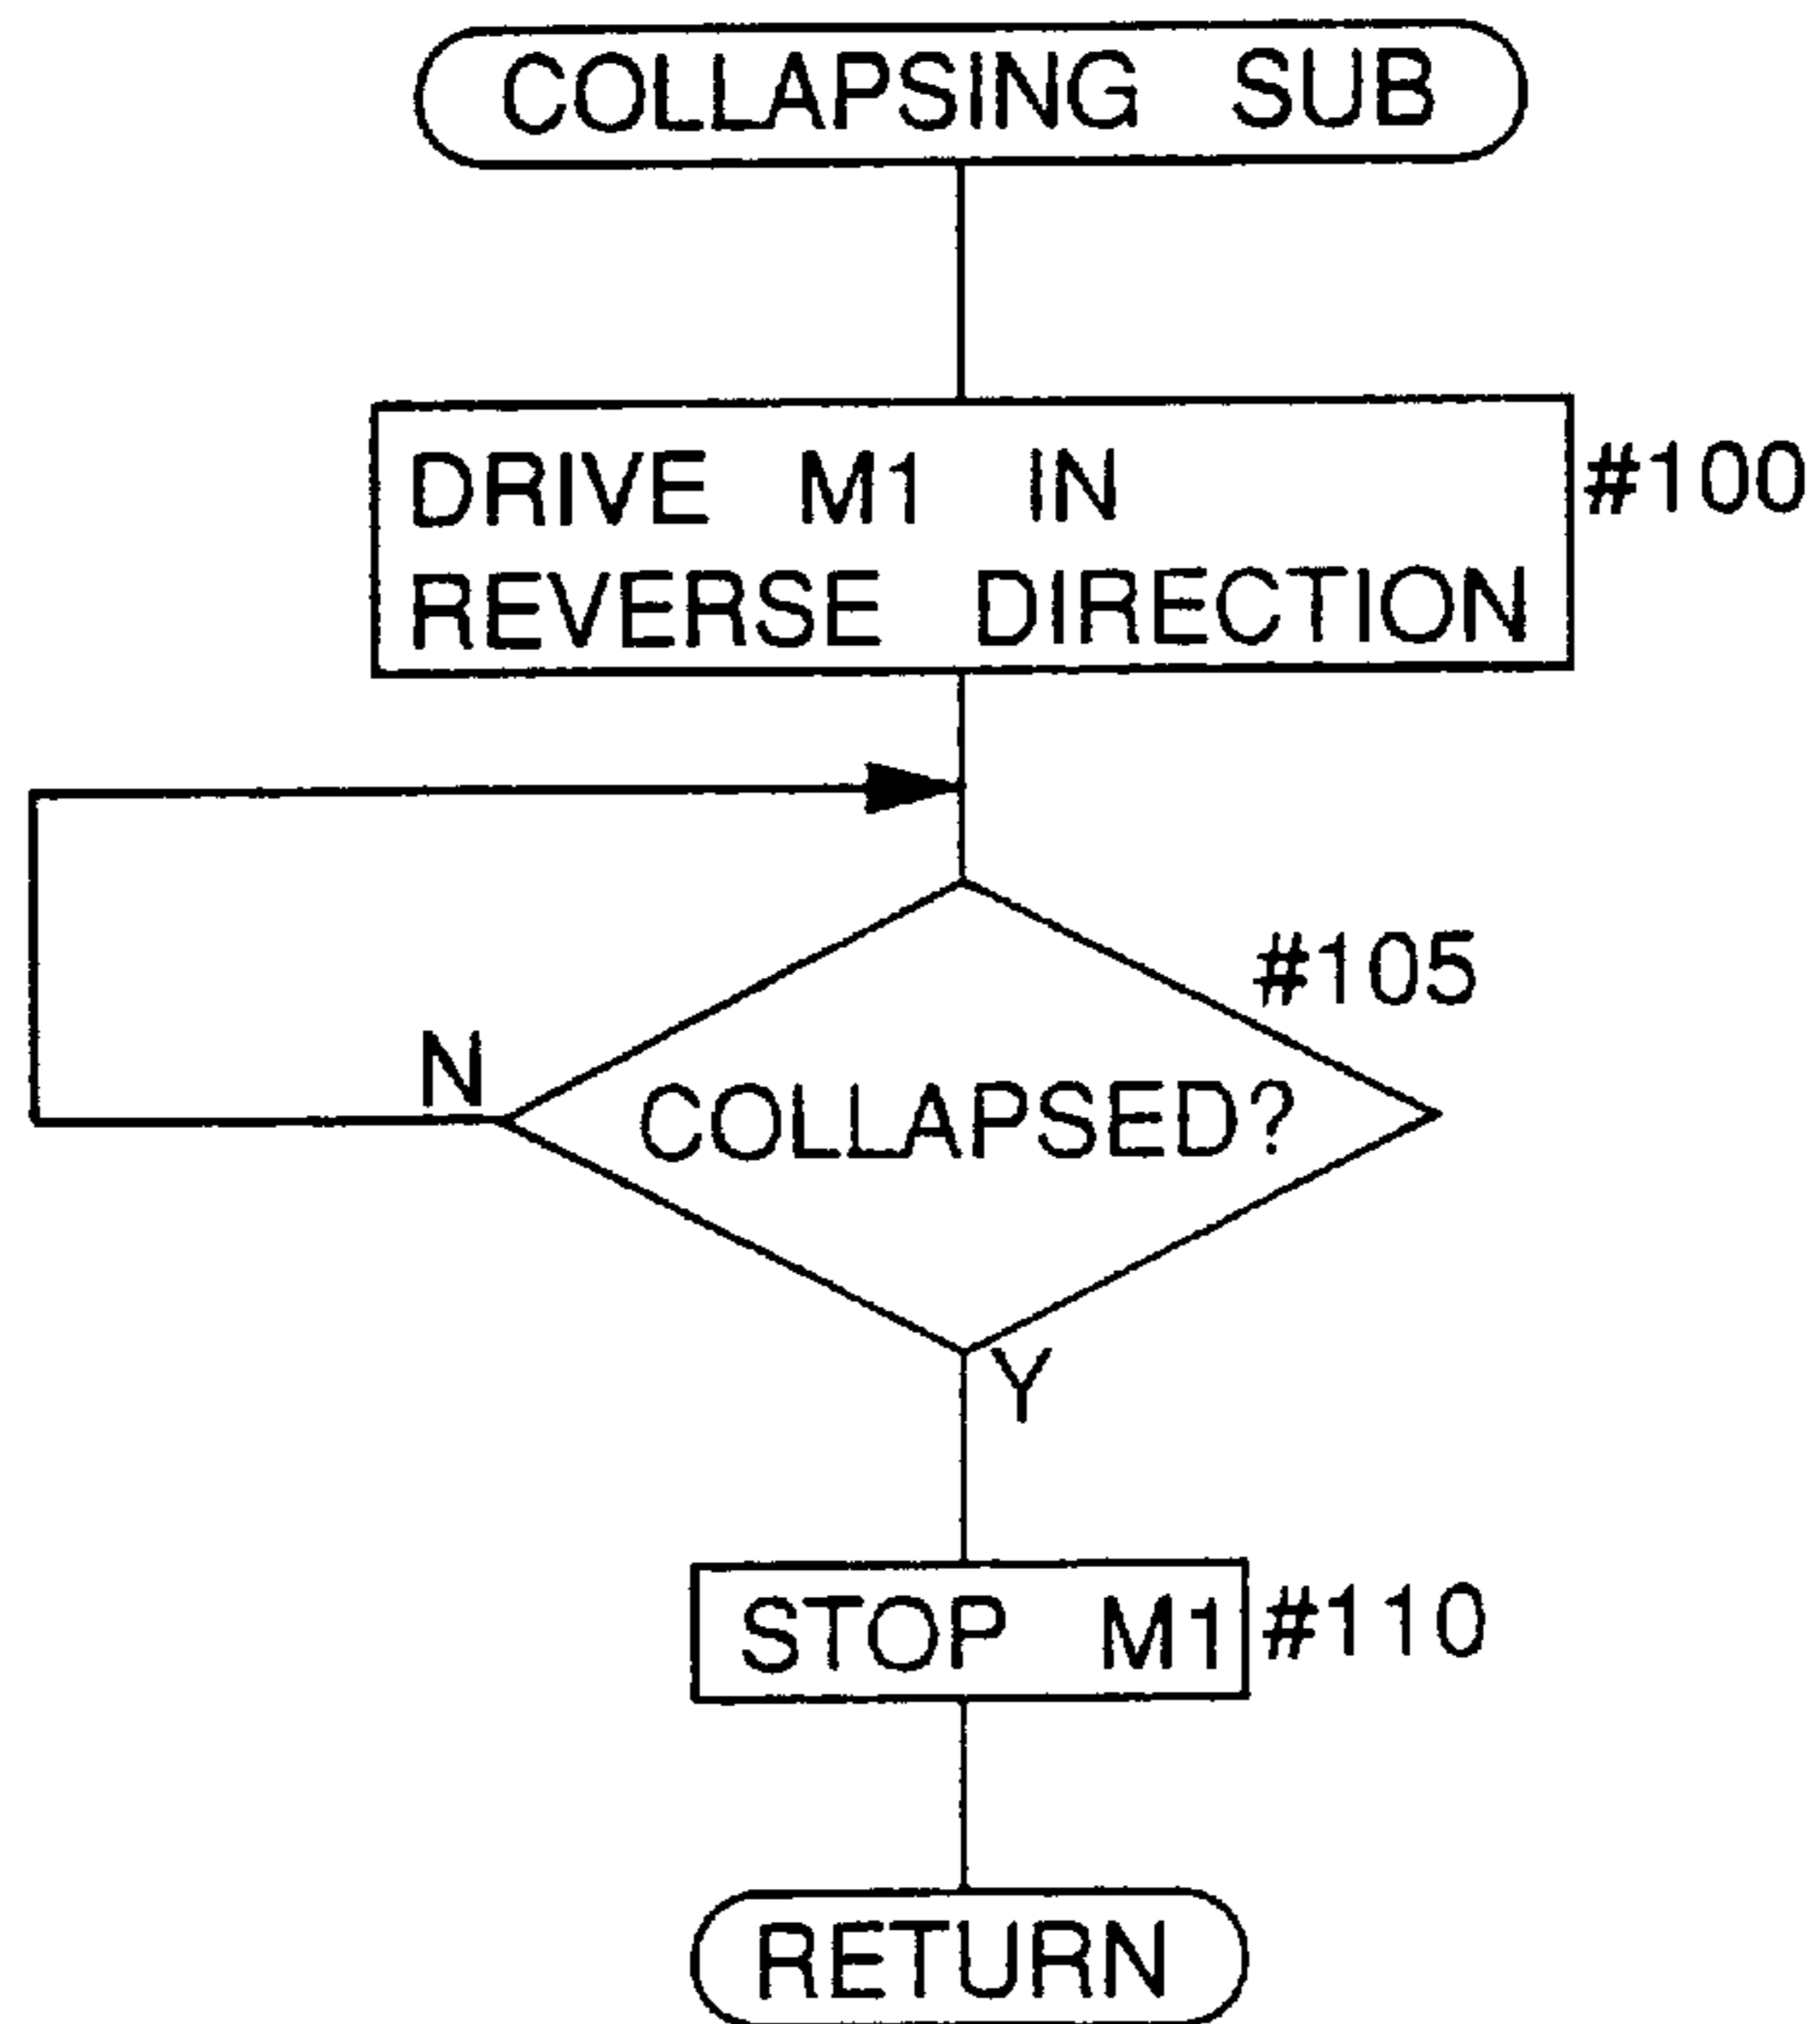 COLLAPSING SUB
DRIVE M1 IN
REVERSE DIRECTION
#100
#105
N
COLLAPSED?
Y
STOP M1
#110
RETURN